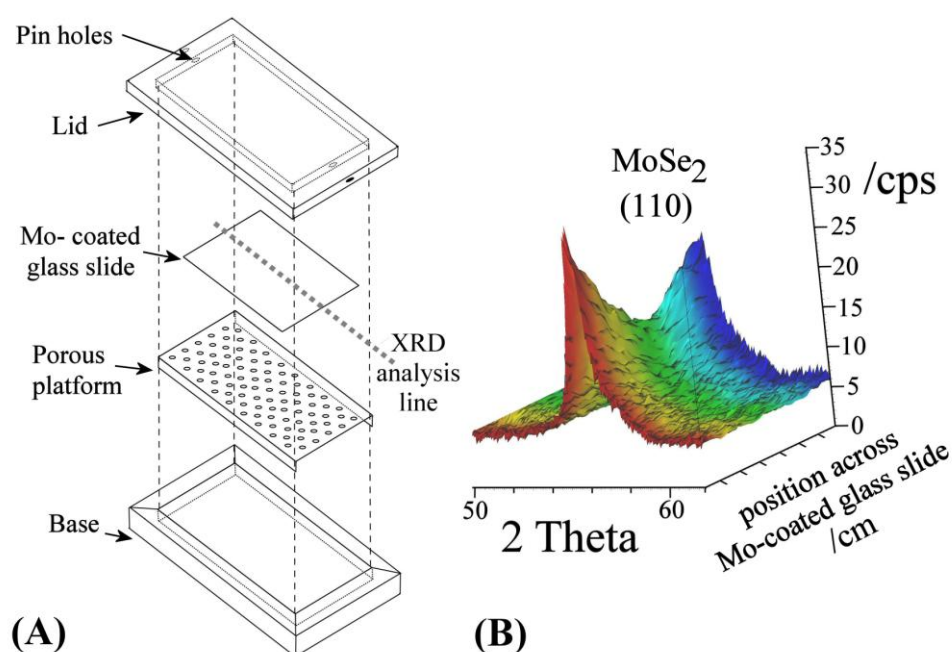 Pin holes
Lid
Mo- coated
glass slide
XRD
analysis
line
Porous
platform
Base
(A)
MoSe2
(110)
35
/cps
30
25
20
15
10
5
0
50
60
2 Theta
position across
Mo-coated glass slide
/cm
(B)